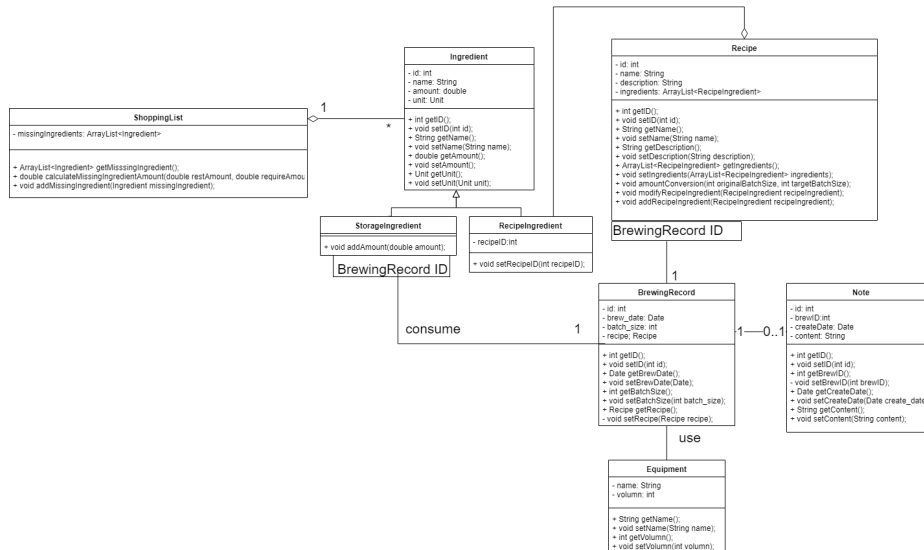 Ingredient
- id: int
- name: String
- amount: double
- unit: Unit
+ int getID();
+ void setID(int id);
+ String getName();
+ void setName(String name);
+ double getAmount();
+ void setAmount();
+ Unit getUnit();
+ void setUnit(Unit unit);
Recipe
- id: int
- name: String
- description: String
- ingredients: ArrayList<RecipeIngredient>
+ int getID();
+ void setID(int id);
+ String getName();
+ void setName(String name);
+ String getDescription();
+ void setDescription(String description);
+ ArrayList<RecipeIngredient> getIngredients();
+ void setIngredients(ArrayList<RecipeIngredient> ingredients);
+ void amountConversion(int originalBatchSize, int targetBatchSize);
+ void modifyRecipeIngredient(RecipeIngredient recipeIngredient);
+ void addRecipeIngredient(RecipeIngredient recipeIngredient);
BrewingRecord ID
1
ShoppingList
- missingIngredients: ArrayList<Ingredient>
+ ArrayList<Ingredient> getMisssingIngredient();
+ double calculateMissingIngredientAmount(double restAmount, double requireAmou
+ void addMissingIngredient(Ingredient missingIngredient);
1
*
StorageIngredient
+ void addAmount(double amount);
BrewingRecord ID
RecipeIngredient
- recipeID:int
+ void setRecipeID(int recipeID);
consume
1
BrewingRecord
- id: int
- brew_date: Date
- batch_size: int
- recipe; Recipe
+ int getID();
+ void setID(int id);
+ Date getBrewDate();
+ void setBrewDate(Date);
+ int getBatchSize();
+ void setBatchSize(int batch_size);
+ Recipe getRecipe();
- void setRecipe(Recipe recipe);
1
0..1
Note
- id: int
- brewID:int
- createDate: Date
- content: String
+ int getID();
+ void setID(int id);
+ int getBrewID();
- void setBrewID(int brewID);
+ Date getCreateDate();
+ void setCreateDate(Date create_date
+ String getContent();
+ void setContent(String content);
use
Equipment
- name: String
- volumn: int
+ String getName();
+ void setName(String name);
+ int getVolumn();
+ void setVolumn(int volumn);